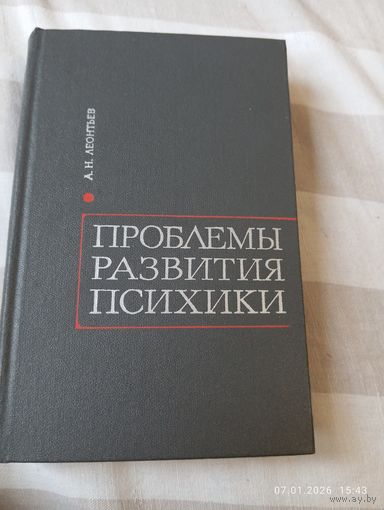 А. Н. ЛЕОНТЬЕВ
ПРОБЛЕМЫ
РАЗВИТИЯ
ПСИХИКИ
07.01.2026 15:43
www.ay.by